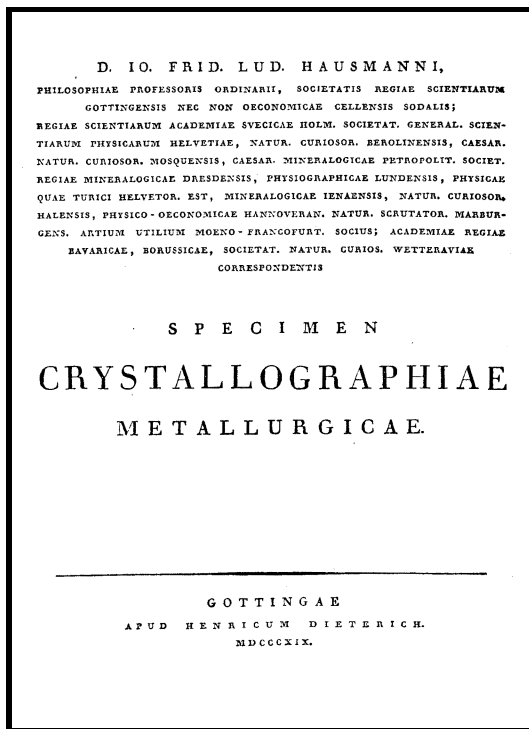 D. IO. FRID. LUD. HAUSMANNI,
PHILOSOPHIAE PROFESSORIS ORDINARII, SOCIETATIS REGIAE SCIENTIARUM
GOTTINGENSIS NEC NON OECONOMICAE CELLENSIS SODALIS;
REGIAE SCIENTIARUM ACADEMIAE SVECICAE HOLM. SOCIETAT. GENERAL. SCIEN-
TIARUM PHYSICARUM HELVETIAE, NATUR. CURIOSOR. BEROLINENSIS, CAESAR.
NATUR. CURIOSOR. MOSQUENSIS, CAESAR. MINERALOGICAE PETROPOLIT. SOCIET.
REGIAE MINERALOGICAE DRESDENSIS, PHYSIOGRAPHICAE LUNDENSIS, PHYSICAE
QUAE TURICI HELVETOR. EST, MINERALOGICAE IENAENSIS, NATUR. CURIOSOR.
HALENSIS, PHYSICO-OECONOMICAE HANNOVERAN. NATUR. SCRUTATOR. MARBUR-
GENS. ARTIUM UTILIUM MOENO-FRANCOFURT. SOCIUS; ACADEMIAE REGIAE
BAVARICAE, BORUSSICAE, SOCIETAT. NATUR. CURIOS. WETTERAVIAE
CORRESPONDENTIS
SPECIMEN
CRYSTALLOGRAPHIAE
METALLURGICAE.
GOTTINGAE
APUD HENRICUM DIETERICH.
MDCCCXIX.